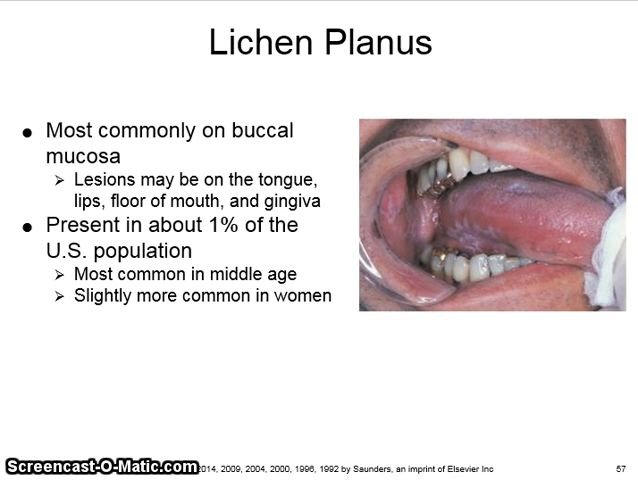 Lichen Planus
● Most commonly on buccal
mucosa
➢ Lesions may be on the tongue,
lips, floor of mouth, and gingiva
● Present in about 1% of the
U.S. population
➢ Most common in middle age
➢ Slightly more common in women
Screencast-O-Matic.com 2014, 2009, 2004, 2000, 1996, 1992 by Saunders, an imprint of Elsevier Inc 57